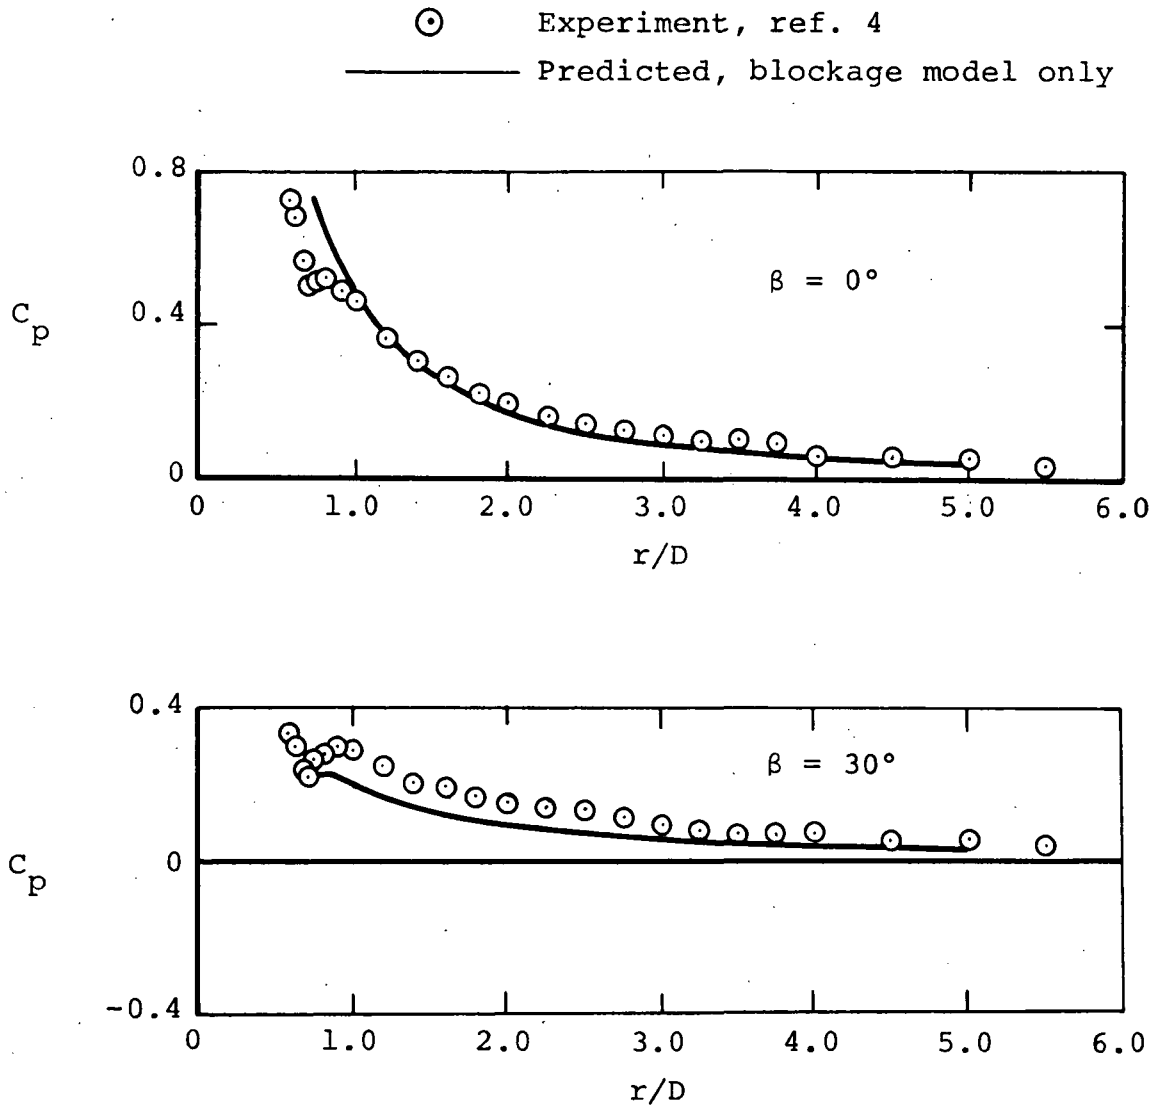 Experiment, ref. 4
Predicted, blockage model only
0.8
0.4
0
Cp
β = 0°
0 1.0 2.0 3.0 4.0 5.0 6.0
r/D
0.4
0
-0.4
Cp
β = 30°
0 1.0 2.0 3.0 4.0 5.0 6.0
r/D